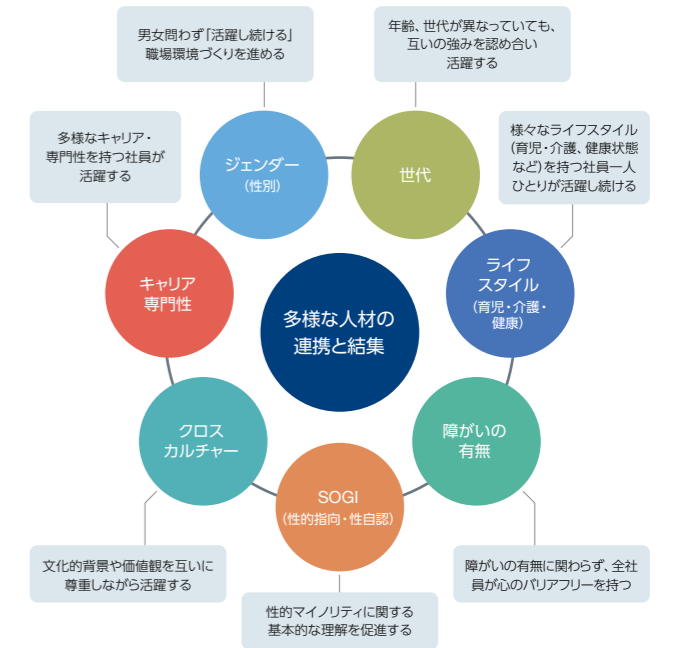 男女問わず「活躍し続ける」
職場環境づくりを進める
年齢、世代が異なっていても、
互いの強みを認め合い
活躍する
多様なキャリア・
専門性を持つ社員が
活躍する
様々なライフスタイル
(育児・介護、健康状態
など)を持つ社員一人
ひとりが活躍し続ける
ジェンダー
(性別)
世代
キャリア
専門性
ライフ
スタイル
(育児・介護・
健康)
多様な人材の
連携と結集
クロス
カルチャー
障がいの
有無
SOGI
(性的指向・性自認)
文化的背景や価値観を互いに
尊重しながら活躍する
障がいの有無に関わらず、全社
員が心のバリアフリーを持つ
性的マイノリティに関する
基本的な理解を促進する